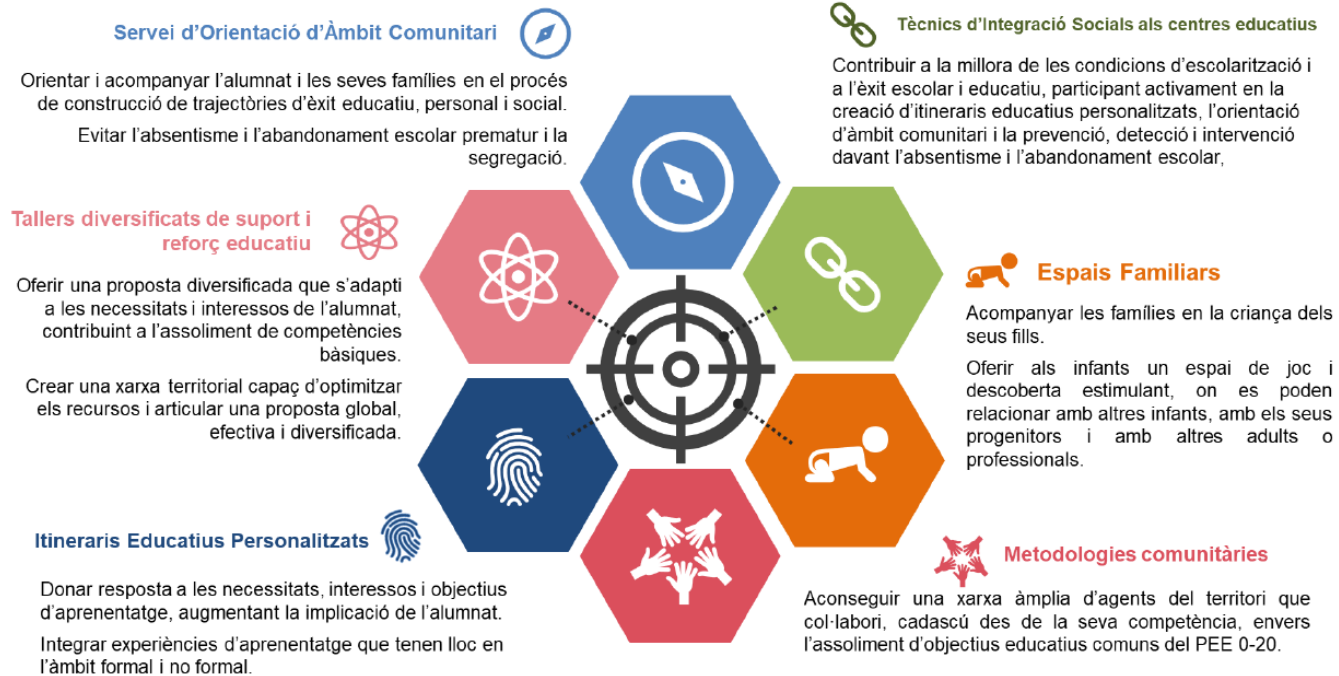 Servei d'Orientació d'Àmbit Comunitari
Orientar i acompanyar l'alumnat i les seves famílies en el procés
de construcció de trajectòries d'èxit educatiu, personal i social.
Evitar l'absentisme i l'abandonament escolar prematur i la
segregació.
Tècnics d'Integració Socials als centres educatius
Contribuir a la millora de les condicions d'escolarització i
a l'èxit escolar i educatiu, participant activament en la
creació d'itineraris educatius personalitzats, l'orientació
d'àmbit comunitari i la prevenció, detecció i intervenció
davant l'absentisme i l'abandonament escolar,
Tallers diversificats de suport i
reforç educatiu
Oferir una proposta diversificada que s'adapti
a les necessitats i interessos de l'alumnat,
contribuint a l'assoliment de competències
bàsiques.
Crear una xarxa territorial capaç d'optimitzar
els recursos i articular una proposta global,
efectiva i diversificada.
Espais Familiars
Acompanyar les famílies en la criança dels
seus fills.
Oferir als infants un espai de joc i
descoberta estimulant, on es poden
relacionar amb altres infants, amb els seus
progenitors i amb altres adults o
professionals.
Itineraris Educatius Personalitzats
Donar resposta a les necessitats, interessos i objectius
d'aprenentatge, augmentant la implicació de l'alumnat.
Integrar experiències d'aprenentatge que tenen lloc en
l'àmbit formal i no formal.
Metodologies comunitàries
Aconseguir una xarxa àmplia d'agents del territori que
col·labori, cadascú des de la seva competència, envers
l'assoliment d'objectius educatius comuns del PEE 0-20.